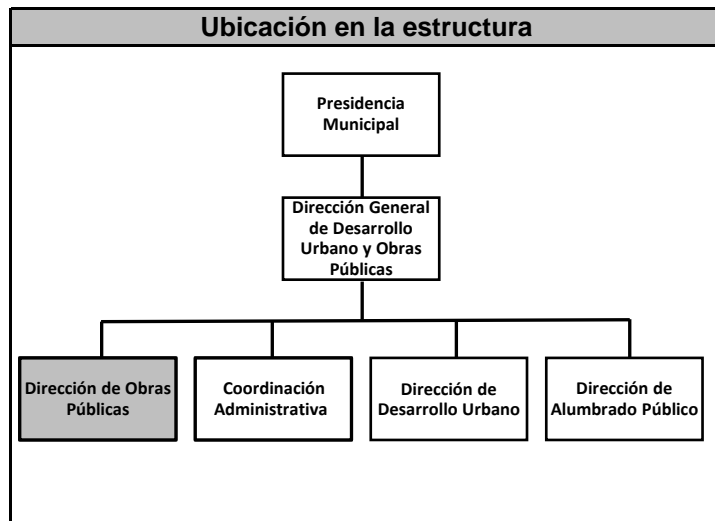 Ubicación en la estructura
Presidencia
Municipal
Dirección General
de Desarrollo
Urbano y Obras
Públicas
Dirección de Obras
Públicas
Coordinación
Administrativa
Dirección de
Desarrollo Urbano
Dirección de
Alumbrado Público